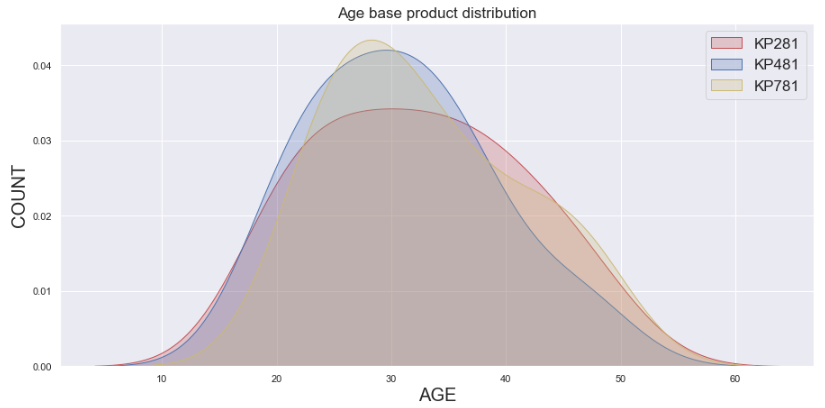 Age base product distribution
KP281
KP481
KP781
0.04
0.03
0.02
0.01
0.00
COUNT
10 20 30 40 50 60
AGE